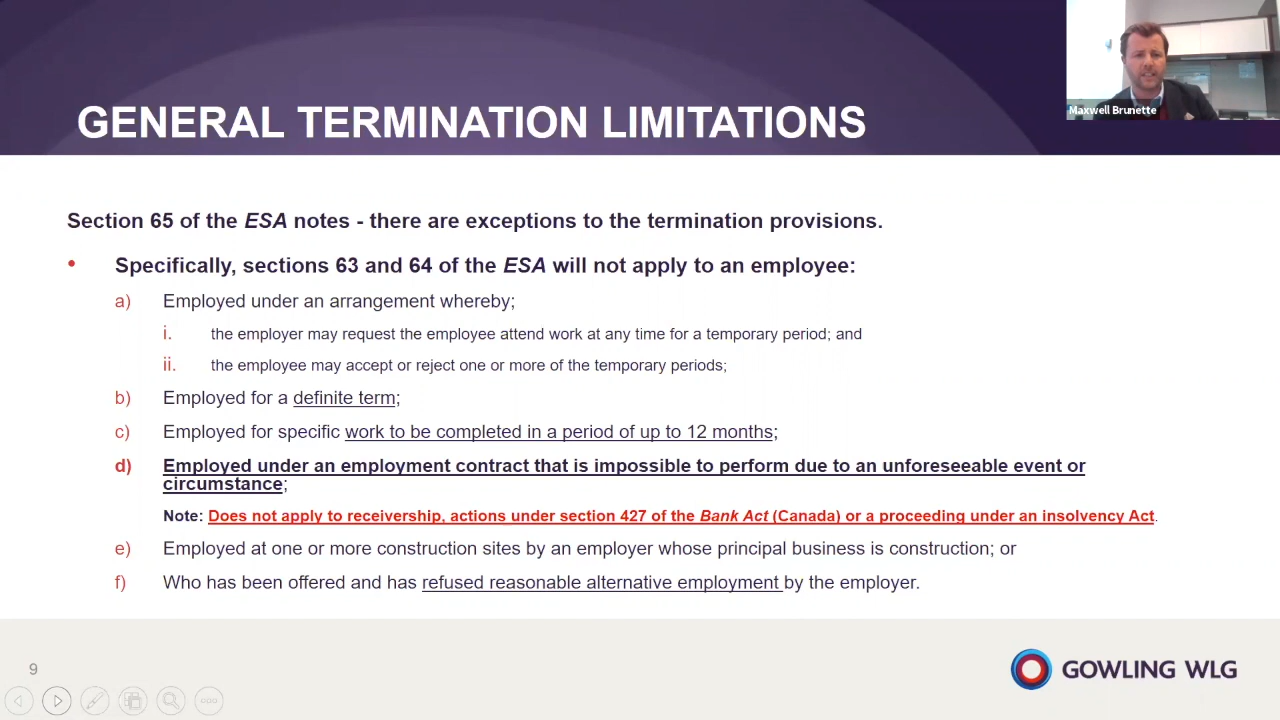 Maxwell Brunette
GENERAL TERMINATION LIMITATIONS
Section 65 of the ESA notes - there are exceptions to the termination provisions.
• Specifically, sections 63 and 64 of the ESA will not apply to an employee:
a) Employed under an arrangement whereby;
i. the employer may request the employee attend work at any time for a temporary period; and
ii. the employee may accept or reject one or more of the temporary periods;
b) Employed for a definite term;
c) Employed for specific work to be completed in a period of up to 12 months;
d) Employed under an employment contract that is impossible to perform due to an unforeseeable event or
circumstance;
Note: Does not apply to receivership, actions under section 427 of the Bank Act (Canada) or a proceeding under an insolvency Act.
e) Employed at one or more construction sites by an employer whose principal business is construction; or
f) Who has been offered and has refused reasonable alternative employment by the employer.
9
GOWLING WLG